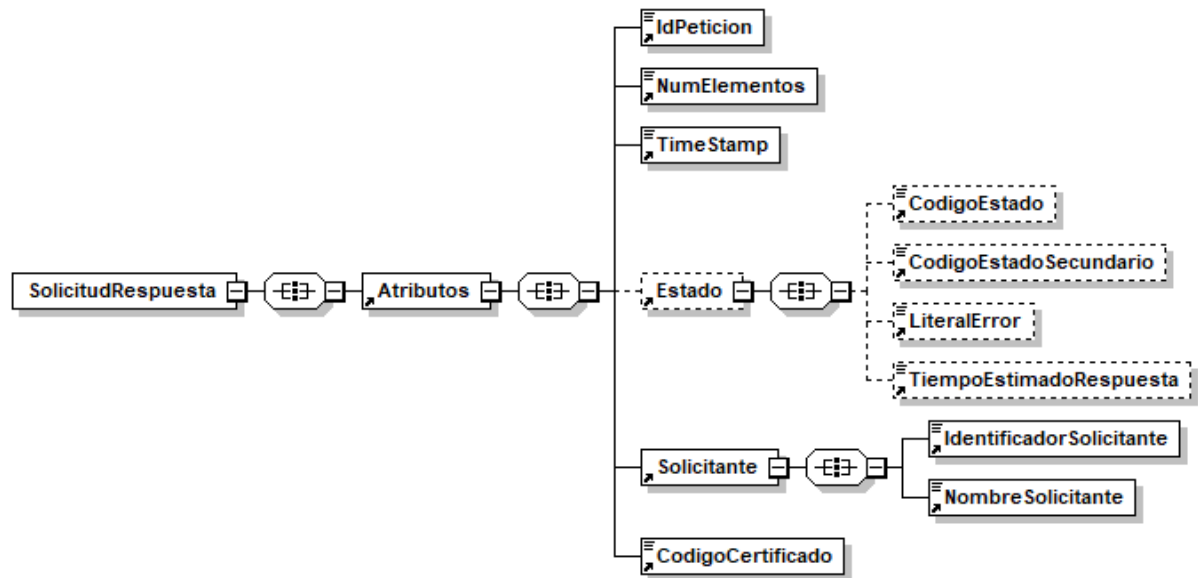 IdPeticion
NumElementos
TimeStamp
CodigoEstado
CodigoEstadoSecundario
SolicitudRespuesta
Atributos
Estado
LiteralError
TiempoEstimadoRespuesta
IdentificadorSolicitante
Solicitante
NombreSolicitante
CodigoCertificado